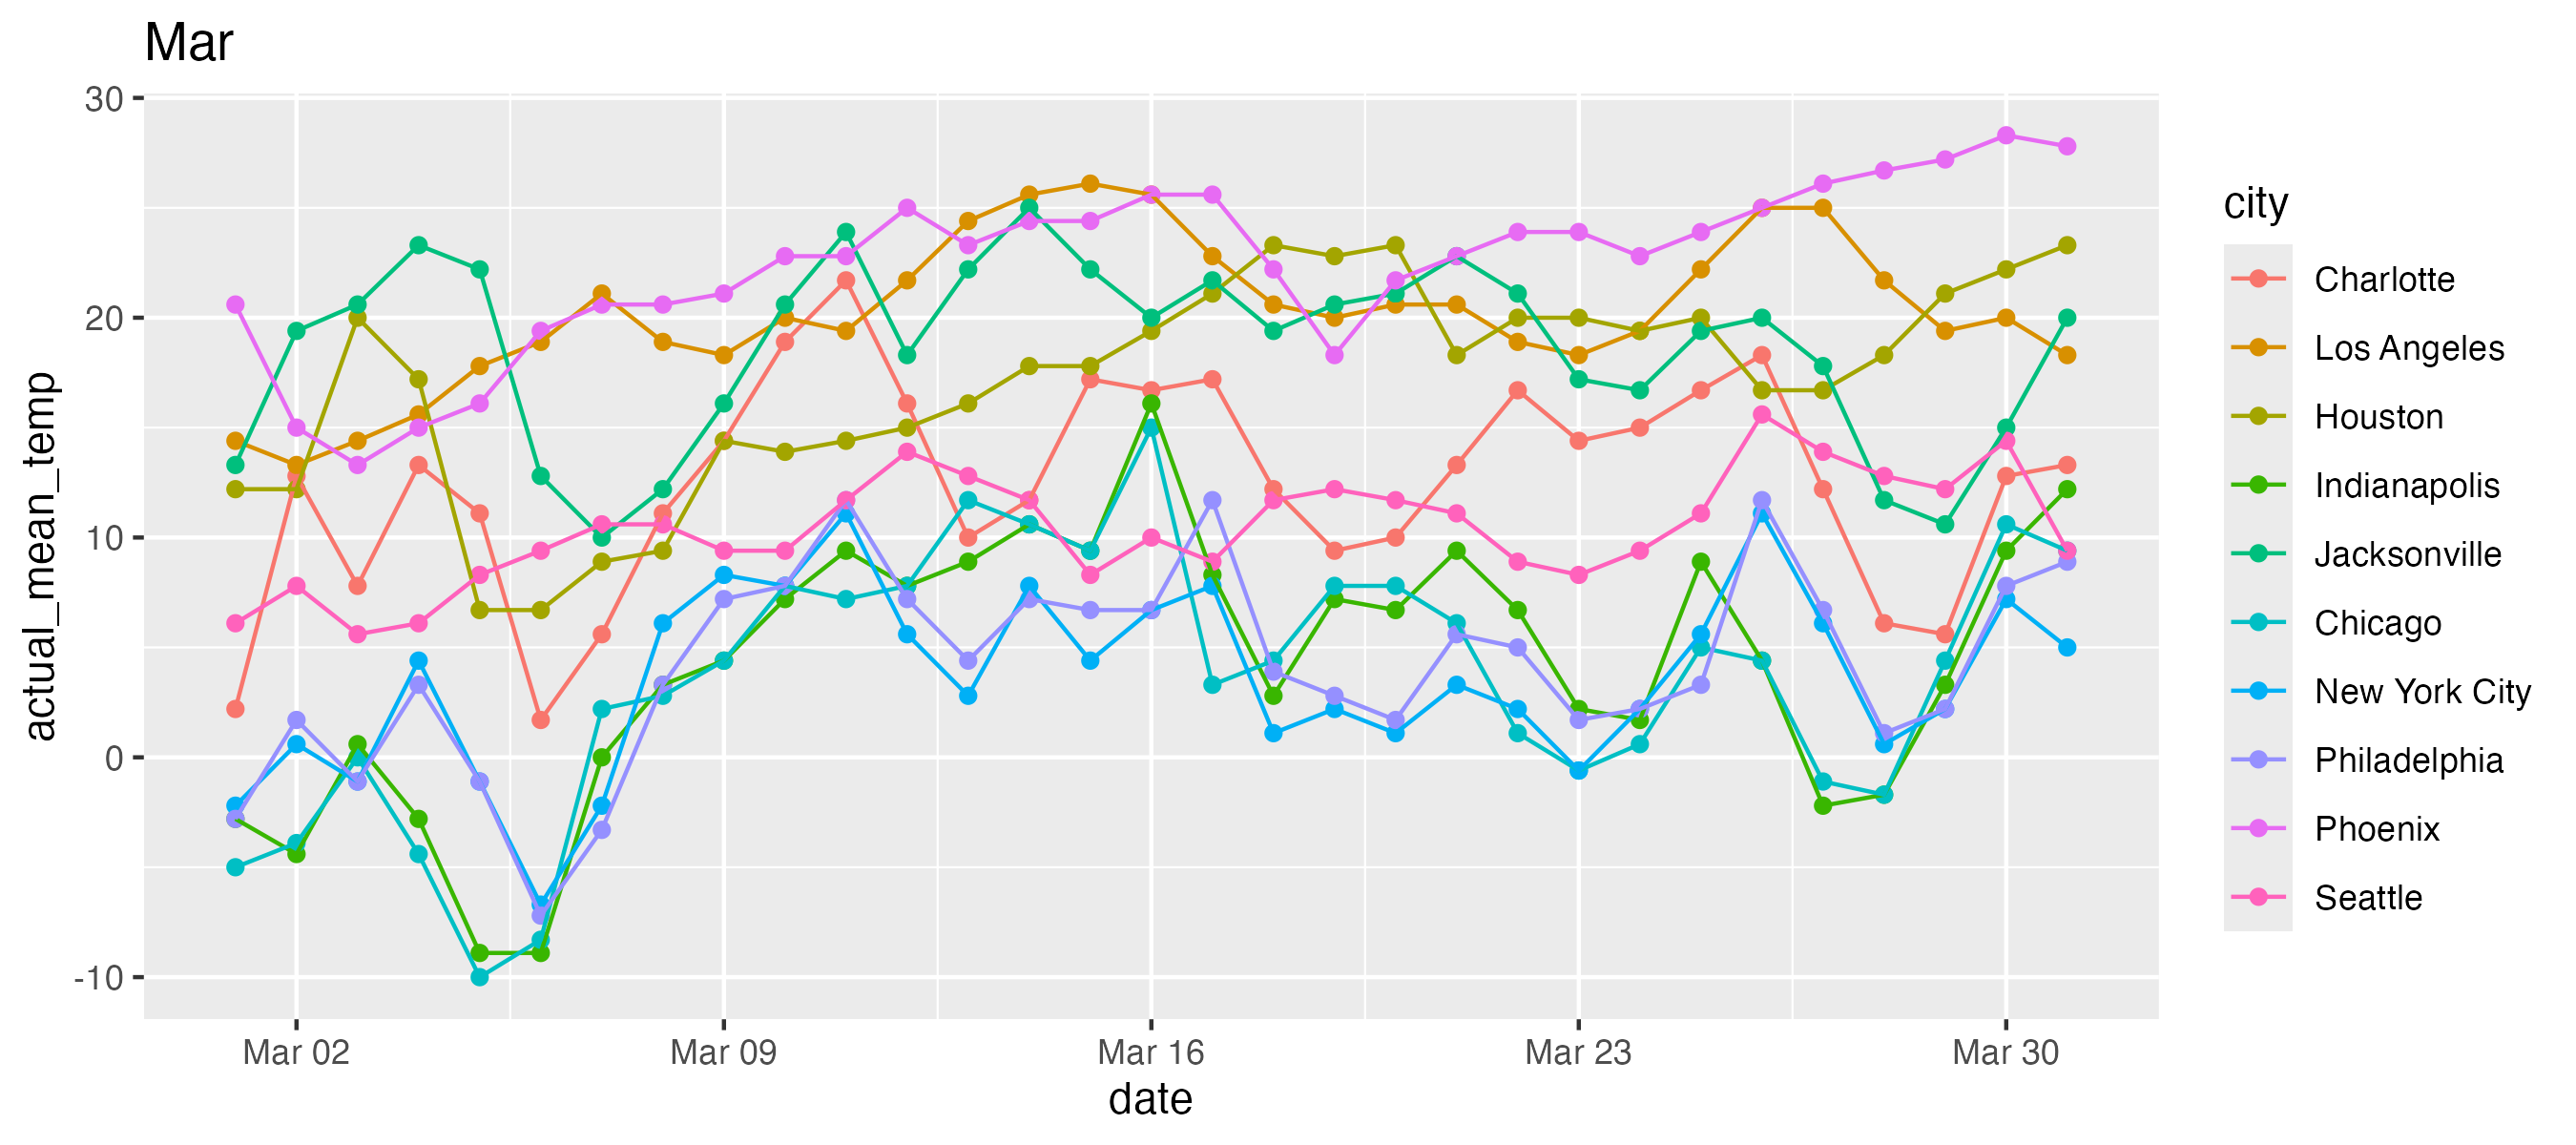 Mar
30
20
10
0
-10
actual_mean_temp
Mar 02
Mar 09
Mar 16
Mar 23
Mar 30
date
city
Charlotte
Los Angeles
Houston
Indianapolis
Jacksonville
Chicago
New York City
Philadelphia
Phoenix
Seattle